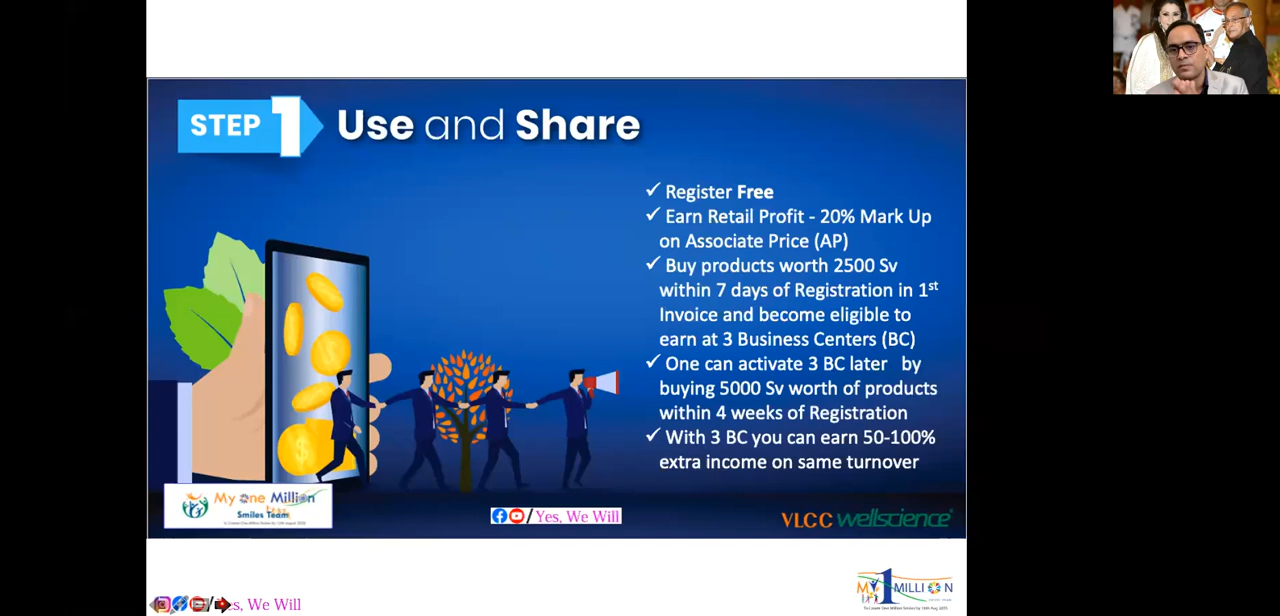 STEP 1 Use and Share
✓ Register Free
✓ Earn Retail Profit - 20% Mark Up
on Associate Price (AP)
✓ Buy products worth 2500 Sv
within 7 days of Registration in 1st
Invoice and become eligible to
earn at 3 Business Centers (BC)
✓ One can activate 3 BC later by
buying 5000 Sv worth of products
within 4 weeks of Registration
✓ With 3 BC you can earn 50-100%
extra income on same turnover
My One Million
Smiles Team
/Yes, We Will
VLCC wellscience
MY 1 MILLION
We Will